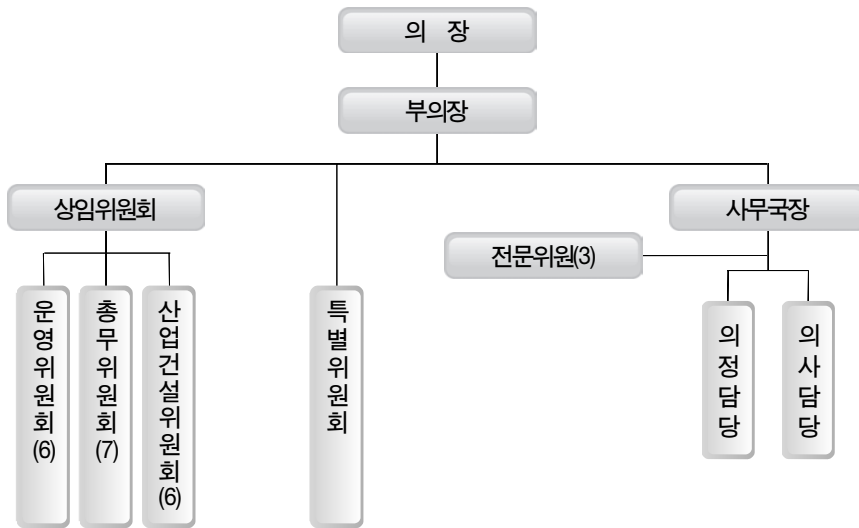 의 장
부의장
상임위원회
사무국장
전문위원(3)
운영위원회(6)
총무위원회(7)
산업건설위원회(6)
특별위원회
의정담당
의사담당